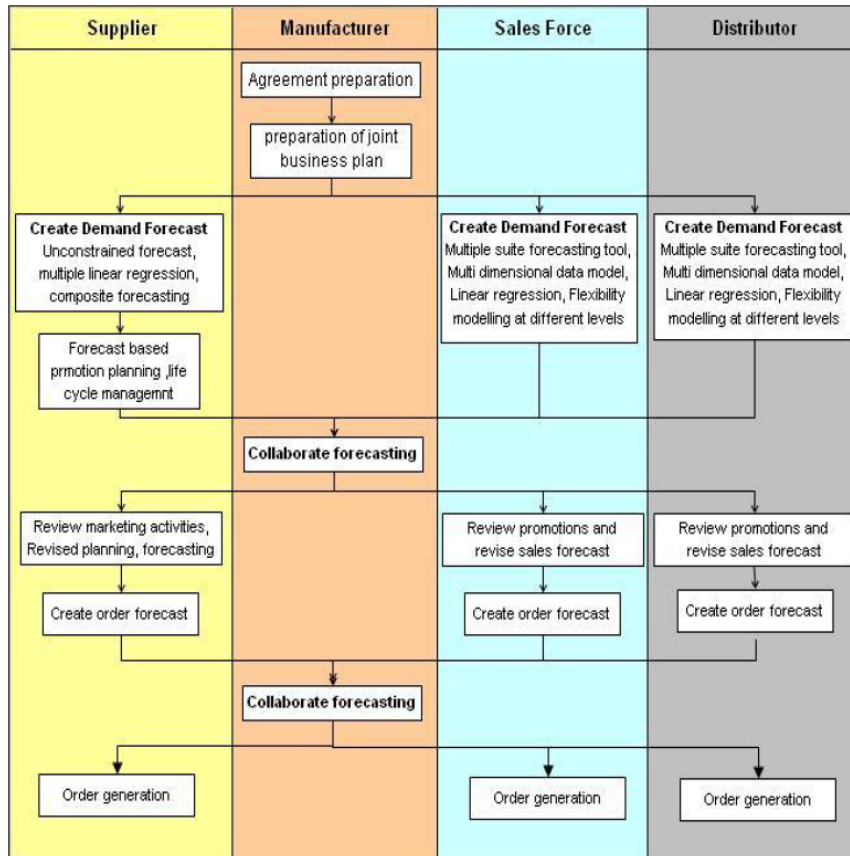 Supplier
Manufacturer
Sales Force
Distributor
Agreement preparation
preparation of joint
business plan
Create Demand Forecast
Unconstrained forecast,
multiple linear regression,
composite forecasting
Create Demand Forecast
Multiple suite forecasting tool,
Multi dimensional data model,
Linear regression, Flexibility
modelling at different levels
Create Demand Forecast
Multiple suite forecasting tool,
Multi dimensional data model,
Linear regression, Flexibility
modelling at different levels
Forecast based
prmotion planning ,life
cycle managemnt
Collaborate forecasting
Review marketing activities,
Revised planning, forecasting
Review promotions and
revise sales forecast
Review promotions and
revise sales forecast
Create order forecast
Create order forecast
Create order forecast
Collaborate forecasting
Order generation
Order generation
Order generation